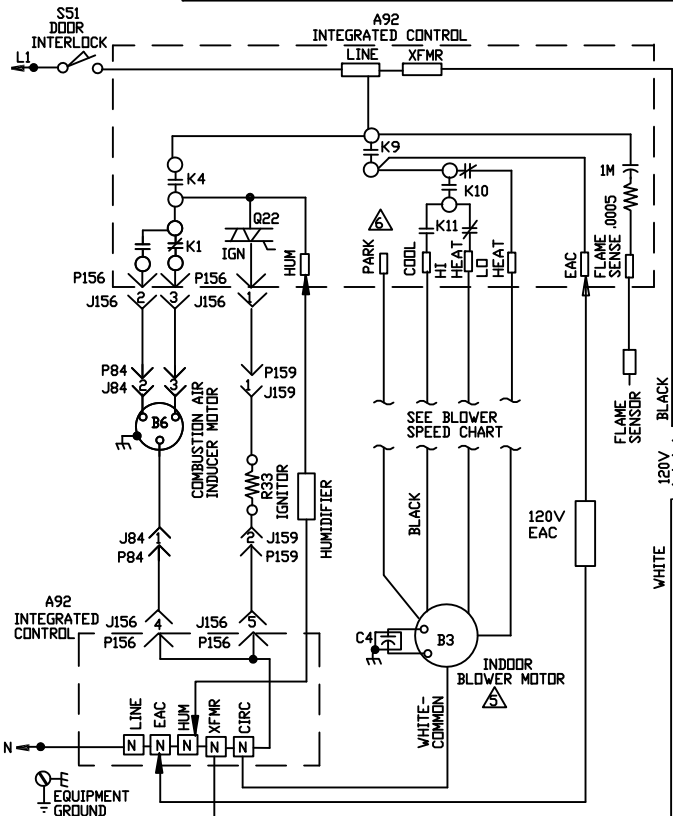 S51
DOOR
INTERLOCK
L1
A92
INTEGRATED CONTROL
LINE
XFMR
K9
K4
K10
1M
.0005
Q22
IGN
K1
HUM
6
PARK
COOL
K11
HI
HEAT
LO
HEAT
EAC
FLAME
SENSE
P156
P156
J156
2
3
J156
1
P84
J84
2
3
P159
1
J159
B6
COMBUSTION AIR
INDUCER MOTOR
R33
IGNITOR
HUMIDIFIER
SEE BLOWER
SPEED CHART
BLACK
FLAME
SENSOR
BLACK
120V
WHITE
120V
EAC
J84
1
P84
J159
2
P159
A92
INTEGRATED
CONTROL
J156
4
P156
J156
5
P156
C4
B3
INDOOR
BLOWER MOTOR
5
WHITE-
COMMON
LINE
EAC
HUM
XFMR
CIRC
N
N
N
N
N
N
EQUIPMENT
GROUND